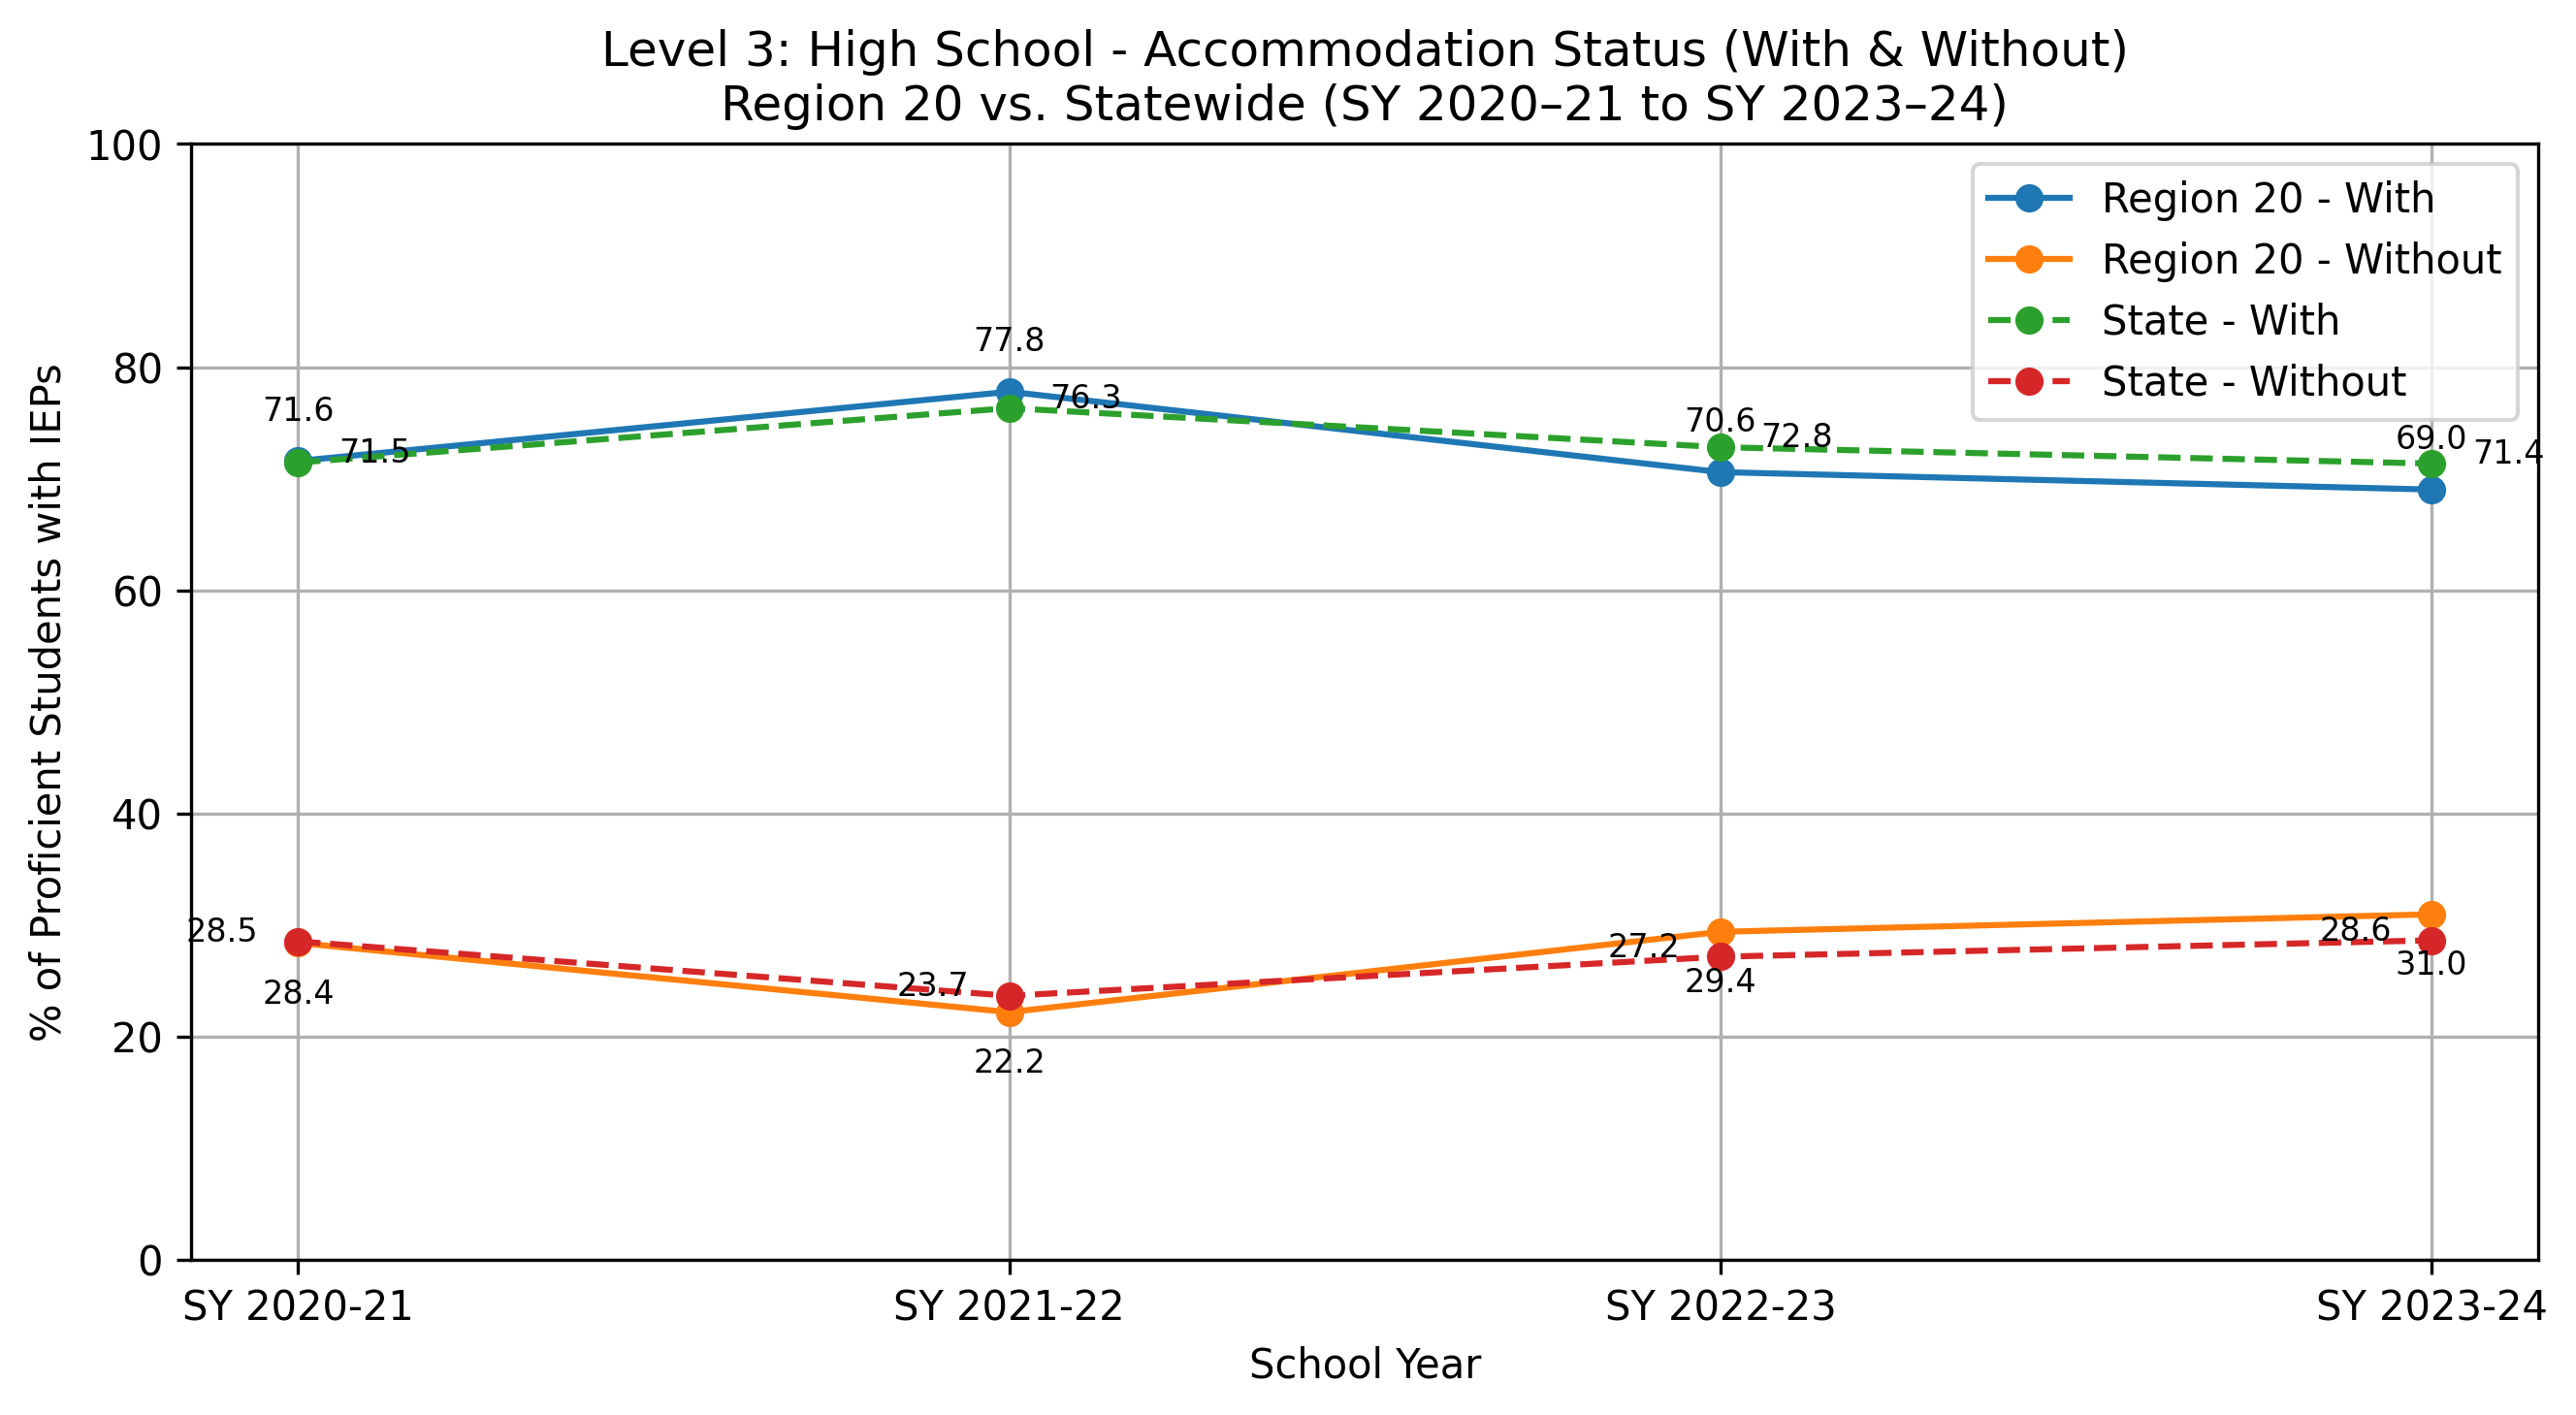 Level 3: High School - Accommodation Status (With & Without)
Region 20 vs. Statewide (SY 2020–21 to SY 2023–24)
% of Proficient Students with IEPs
100
80
60
40
20
0
Region 20 - With
Region 20 - Without
State - With
State - Without
71.6
71.5
77.8
76.3
70.6
72.8
69.0
71.4
28.5
28.4
23.7
22.2
27.2
29.4
28.6
31.0
SY 2020-21
SY 2021-22
SY 2022-23
SY 2023-24
School Year